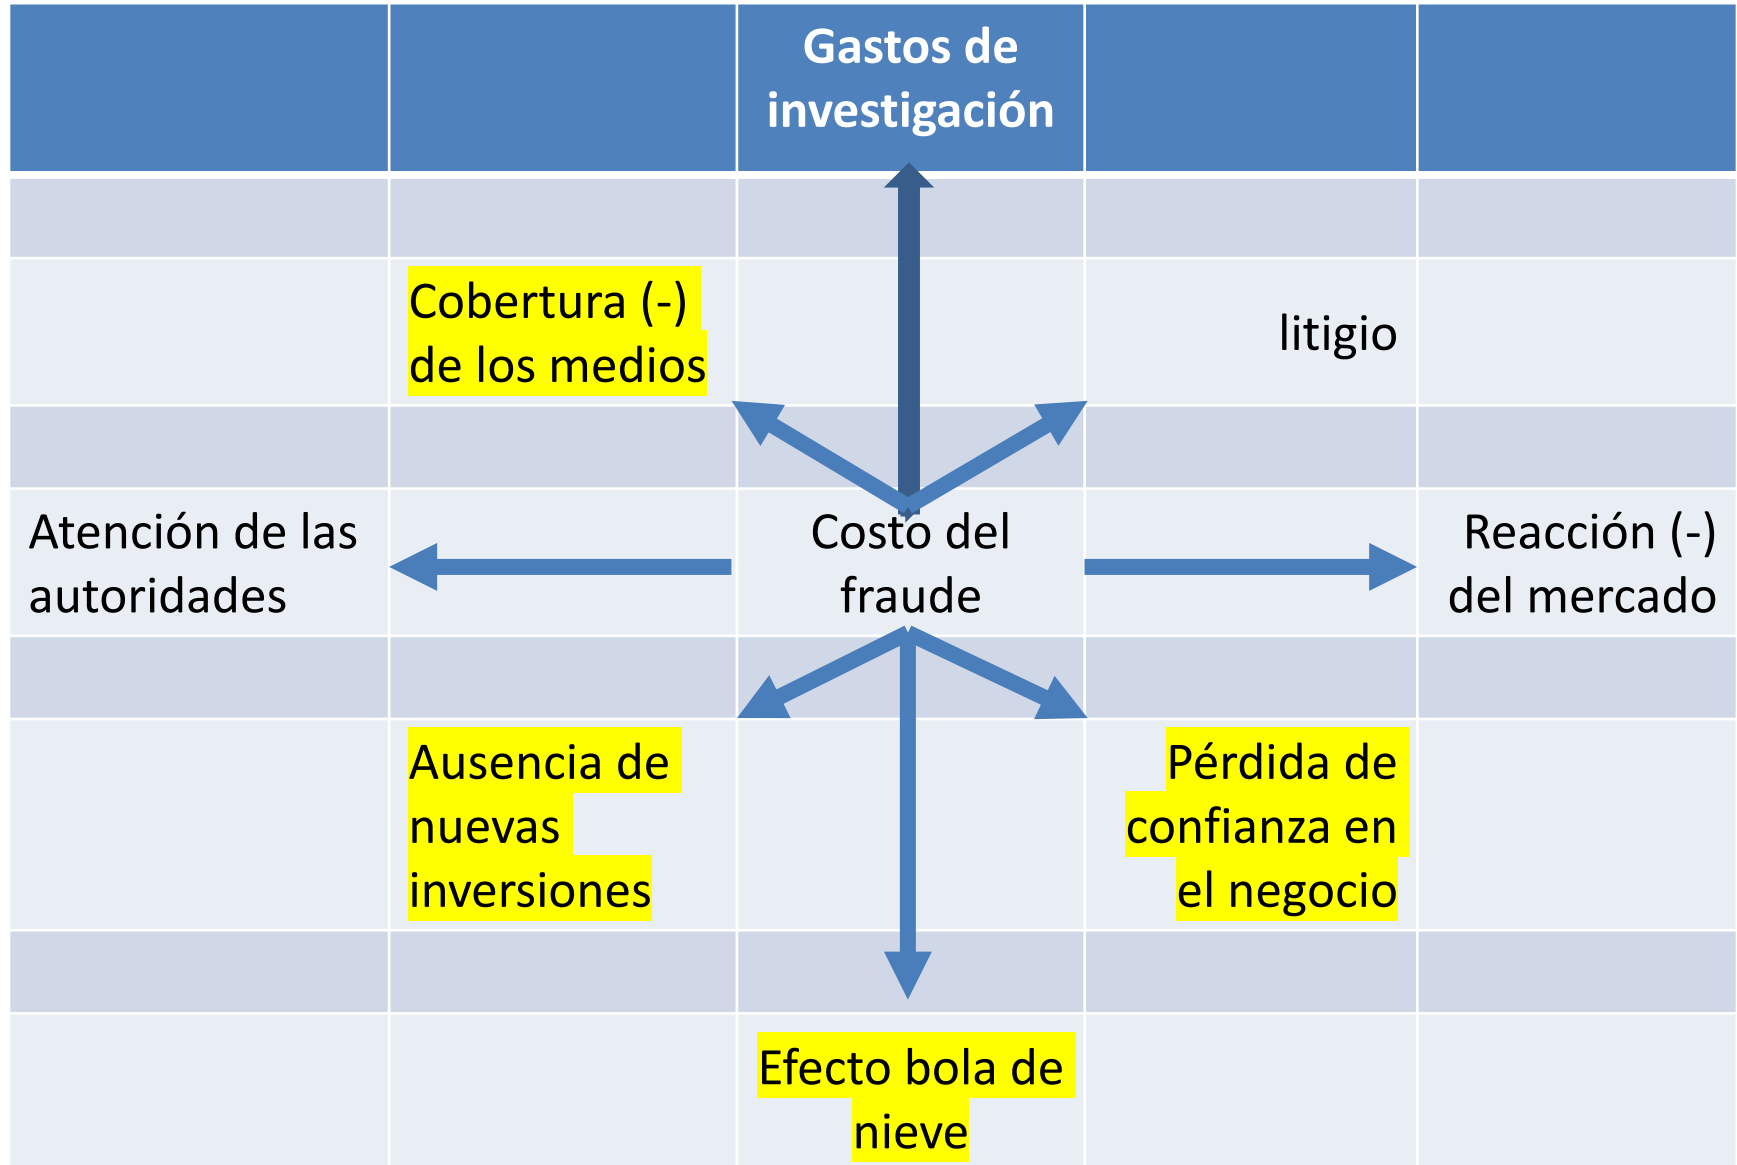 Gastos de
investigación
Cobertura (-)
de los medios
litigio
Atención de las
autoridades
Costo del
fraude
Reacción (-)
del mercado
Ausencia de
nuevas
inversiones
Pérdida de
confianza en
el negocio
Efecto bola de
nieve